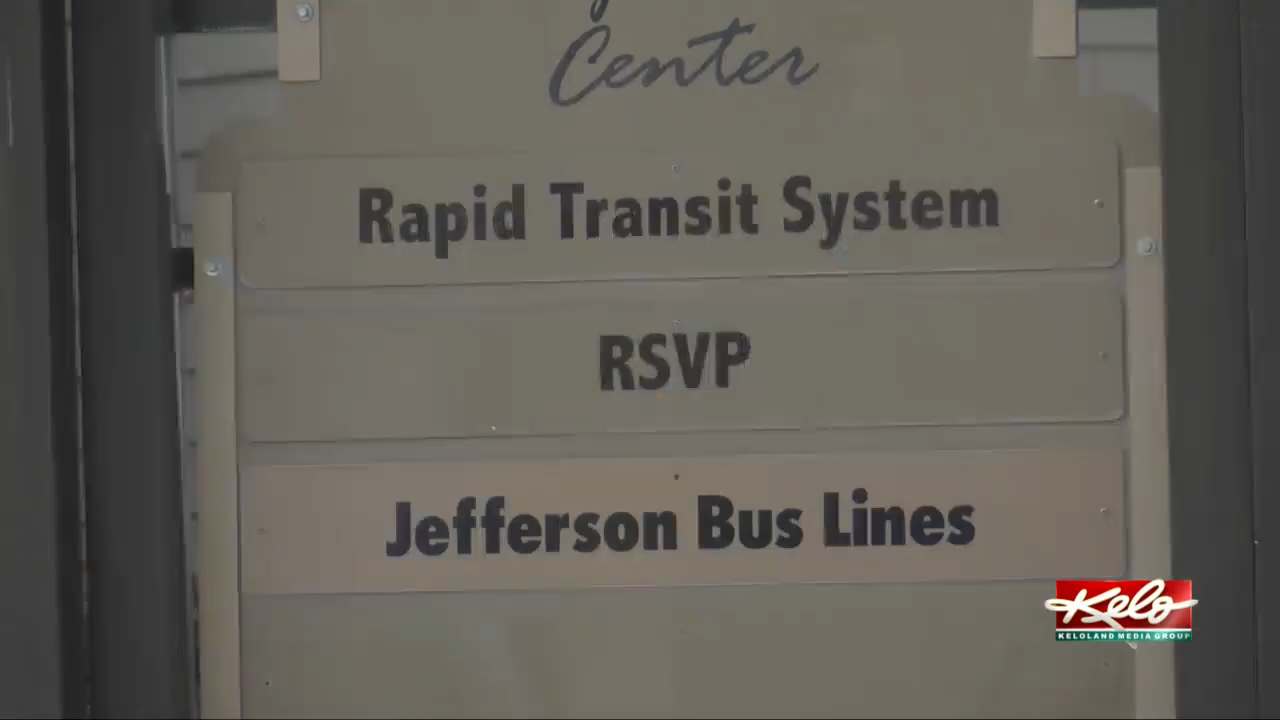 Center
Rapid Transit System
RSVP
Jefferson Bus Lines
Kelo
KELOLAND MEDIA GROUP